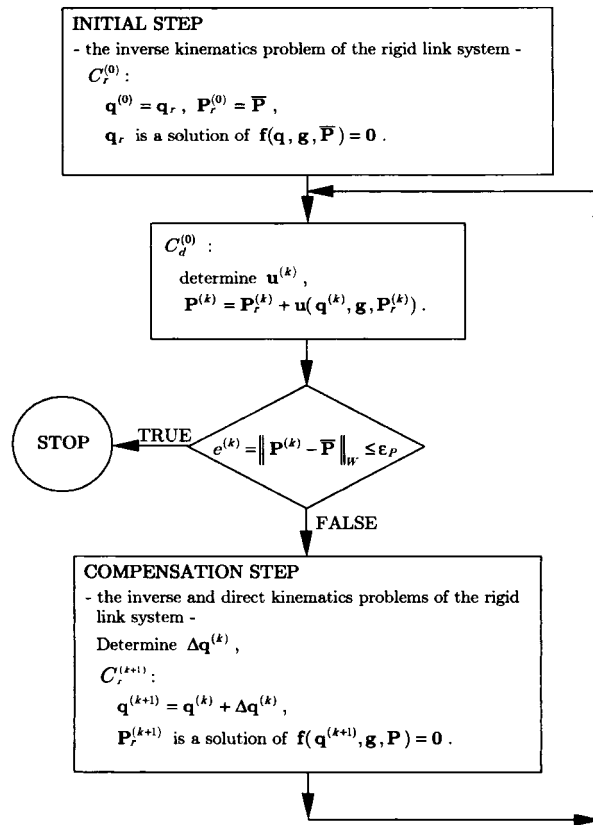 INITIAL STEP
- the inverse kinematics problem of the rigid link system -
C_r^{(0)} :
q^{(0)} = q_r , P_r^{(0)} = P̅ ,
q_r is a solution of f(q , g , P̅) = 0 .
C_d^{(0)} :
determine u^{(k)} ,
P^{(k)} = P_r^{(k)} + u( q^{(k)}, g , P_r^{(k)}) .
STOP
TRUE
e^{(k)} = ‖ P^{(k)} − P̅ ‖_W ≤ ε_P
FALSE
COMPENSATION STEP
- the inverse and direct kinematics problems of the rigid
link system -
Determine Δq^{(k)} ,
C_r^{(k+1)} :
q^{(k+1)} = q^{(k)} + Δq^{(k)} ,
P_r^{(k+1)} is a solution of f( q^{(k+1)}, g , P ) = 0 .